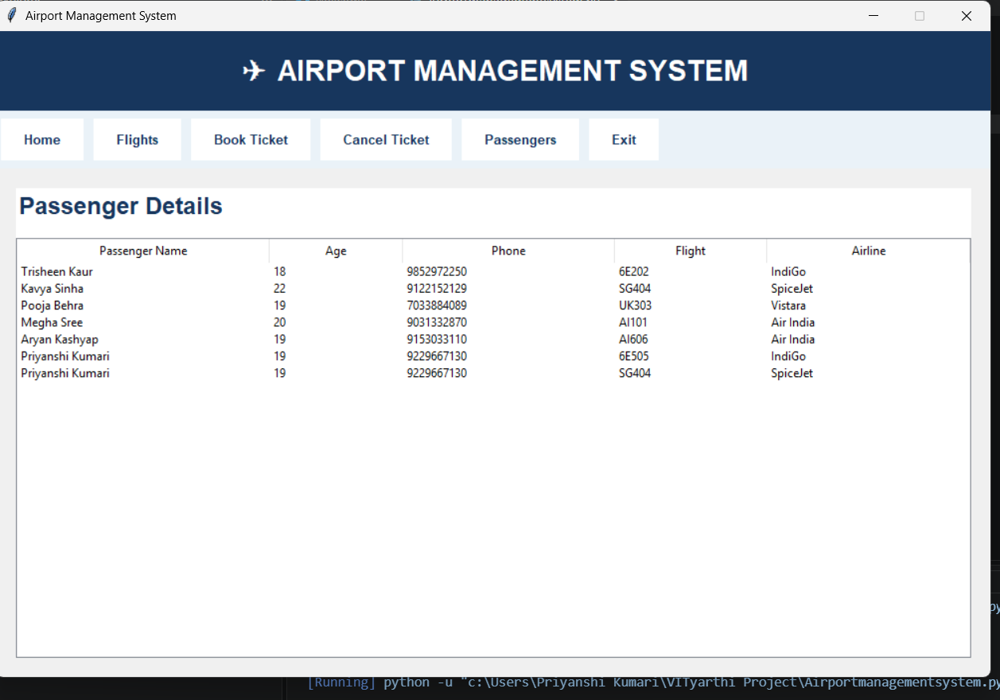 Airport Management System
✈ AIRPORT MANAGEMENT SYSTEM
Home Flights Book Ticket Cancel Ticket Passengers Exit
Passenger Details
Passenger Name Age Phone Flight Airline
Trisheen Kaur 18 9852972250 6E202 IndiGo
Kavya Sinha 22 9122152129 SG404 SpiceJet
Pooja Behra 19 7033884089 UK303 Vistara
Megha Sree 20 9031332870 AI101 Air India
Aryan Kashyap 19 9153033110 AI606 Air India
Priyanshi Kumari 19 9229667130 6E505 IndiGo
Priyanshi Kumari 19 9229667130 SG404 SpiceJet
py
[Running] python -u "c:\Users\Priyanshi Kumari\VITyarthi Project\Airportmanagementsystem.py